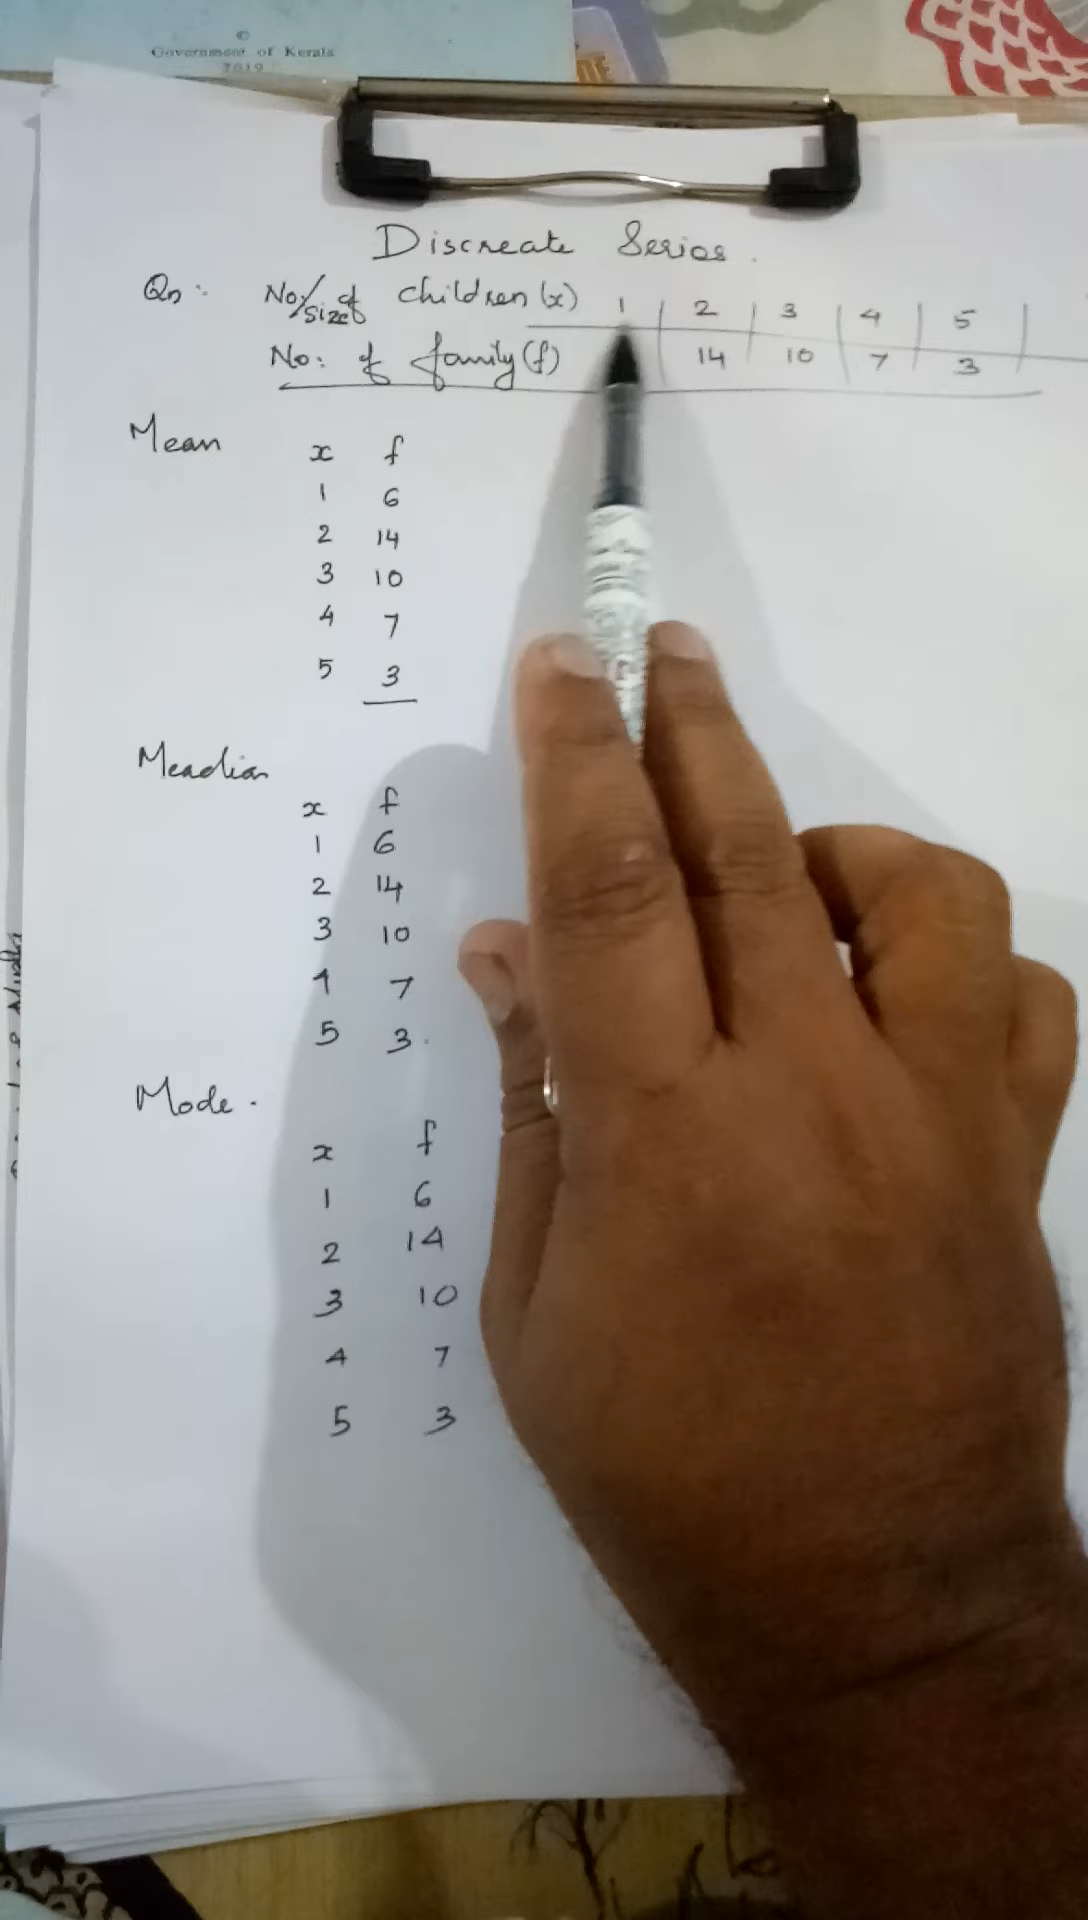 ©
Government of Kerala
2019
Discreate Series.
Qn: No/size of children (x) 1 2 3 4 5
No: of family (f) 14 10 7 3
Mean
x f
1 6
2 14
3 10
4 7
5 3
Meadian
x f
1 6
2 14
3 10
4 7
5 3.
Mode.
x f
1 6
2 14
3 10
4 7
5 3